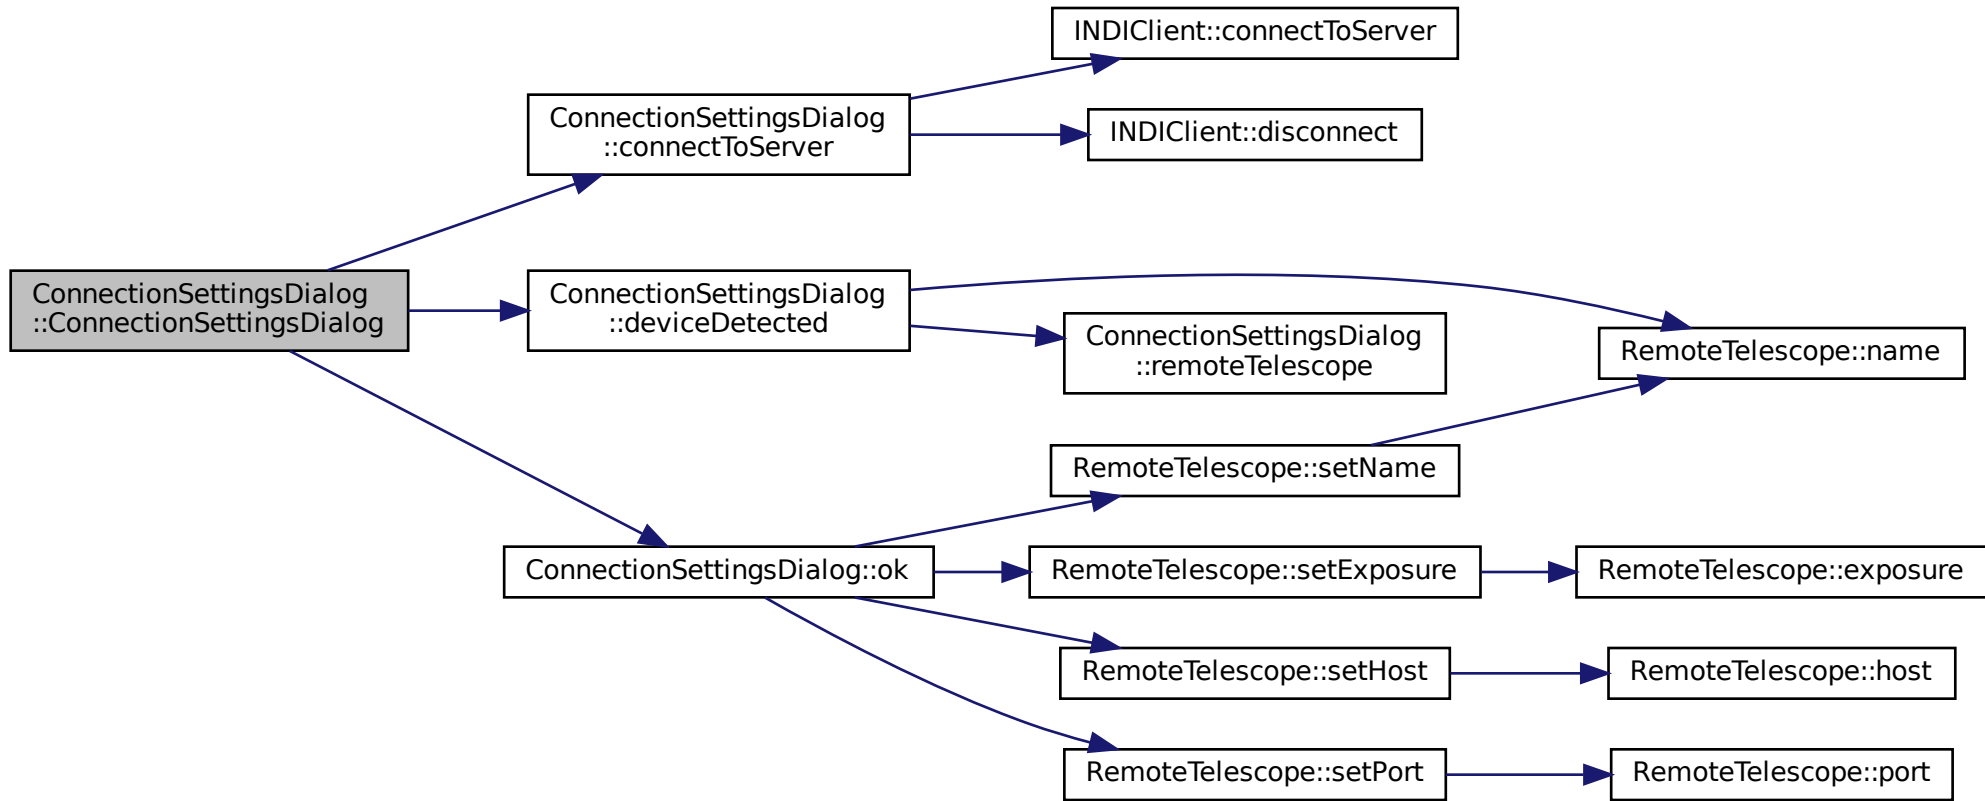 INDIClient::connectToServer
ConnectionSettingsDialog
::connectToServer
INDIClient::disconnect
ConnectionSettingsDialog
::ConnectionSettingsDialog
ConnectionSettingsDialog
::deviceDetected
ConnectionSettingsDialog
::remoteTelescope
RemoteTelescope::name
RemoteTelescope::setName
ConnectionSettingsDialog::ok
RemoteTelescope::setExposure
RemoteTelescope::exposure
RemoteTelescope::setHost
RemoteTelescope::host
RemoteTelescope::setPort
RemoteTelescope::port